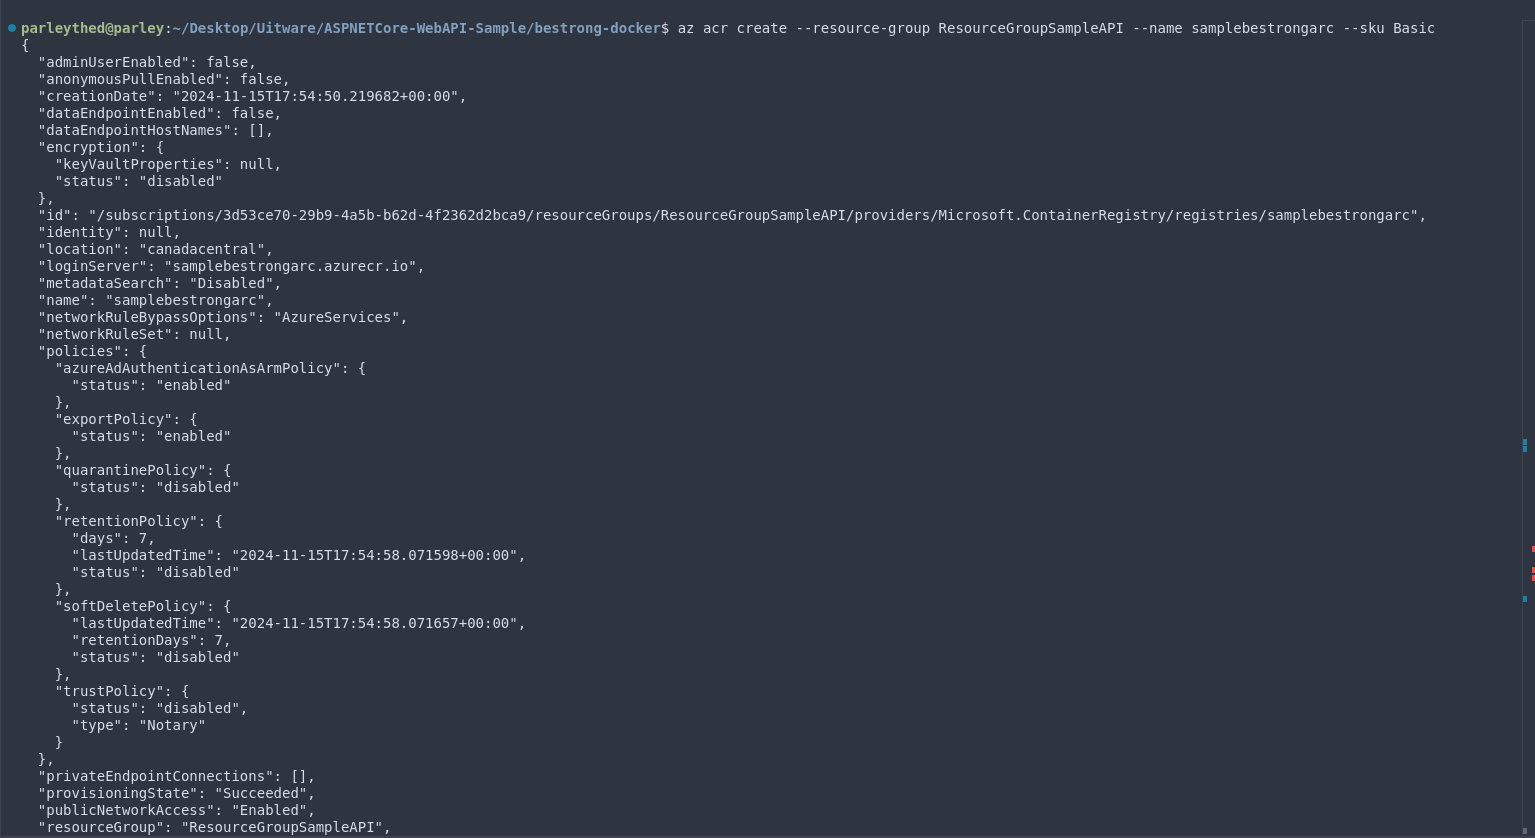 parleythed@parley:~/Desktop/Uitware/ASPNETCore-WebAPI-Sample/bestrong-docker$ az acr create --resource-group ResourceGroupSampleAPI --name samplebestrongarc --sku Basic
{
  "adminUserEnabled": false,
  "anonymousPullEnabled": false,
  "creationDate": "2024-11-15T17:54:50.219682+00:00",
  "dataEndpointEnabled": false,
  "dataEndpointHostNames": [],
  "encryption": {
    "keyVaultProperties": null,
    "status": "disabled"
  },
  "id": "/subscriptions/3d53ce70-29b9-4a5b-b62d-4f2362d2bca9/resourceGroups/ResourceGroupSampleAPI/providers/Microsoft.ContainerRegistry/registries/samplebestrongarc",
  "identity": null,
  "location": "canadacentral",
  "loginServer": "samplebestrongarc.azurecr.io",
  "metadataSearch": "Disabled",
  "name": "samplebestrongarc",
  "networkRuleBypassOptions": "AzureServices",
  "networkRuleSet": null,
  "policies": {
    "azureAdAuthenticationAsArmPolicy": {
      "status": "enabled"
    },
    "exportPolicy": {
      "status": "enabled"
    },
    "quarantinePolicy": {
      "status": "disabled"
    },
    "retentionPolicy": {
      "days": 7,
      "lastUpdatedTime": "2024-11-15T17:54:58.071598+00:00",
      "status": "disabled"
    },
    "softDeletePolicy": {
      "lastUpdatedTime": "2024-11-15T17:54:58.071657+00:00",
      "retentionDays": 7,
      "status": "disabled"
    },
    "trustPolicy": {
      "status": "disabled",
      "type": "Notary"
    }
  },
  "privateEndpointConnections": [],
  "provisioningState": "Succeeded",
  "publicNetworkAccess": "Enabled",
  "resourceGroup": "ResourceGroupSampleAPI",